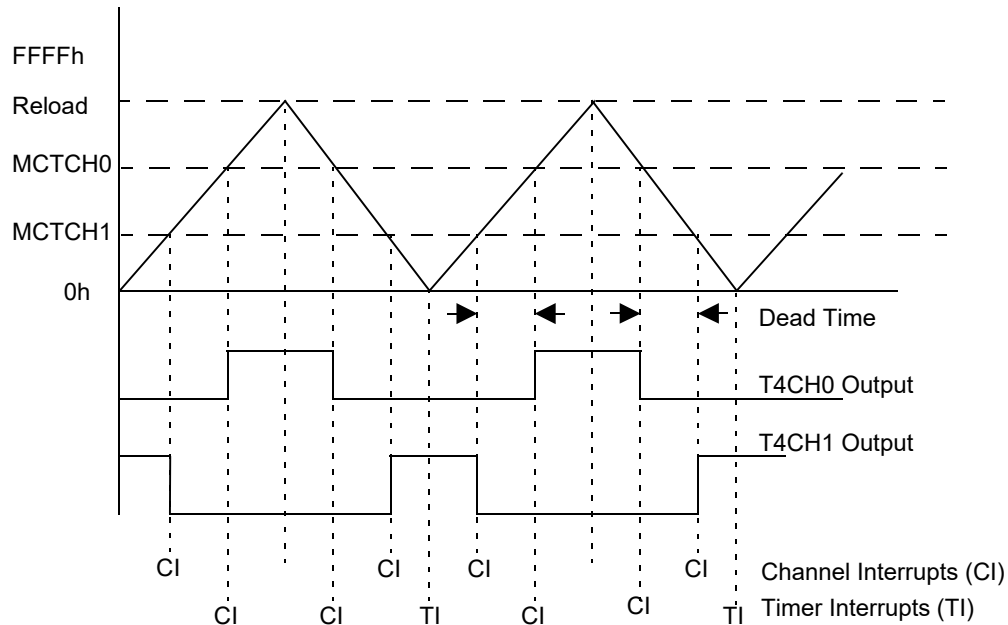 FFFFh
Reload
MCTCH0
MCTCH1
0h
Dead Time
T4CH0 Output
T4CH1 Output
CI CI CI CI
Channel Interrupts (CI)
CI CI TI CI CI TI
Timer Interrupts (TI)